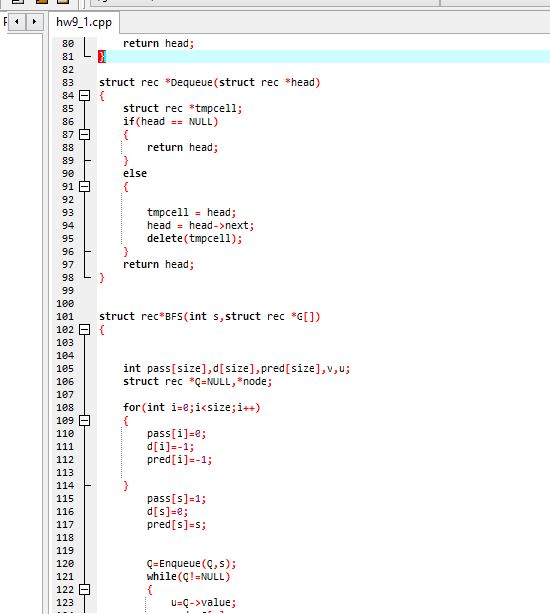 hw9_1.cpp
80 return head;
81 }
82
83 struct rec *Dequeue(struct rec *head)
84 {
85 struct rec *tmpcell;
86 if(head == NULL)
87 {
88 return head;
89 }
90 else
91 {
92
93 tmpcell = head;
94 head = head->next;
95 delete(tmpcell);
96 }
97 return head;
98 }
99
100
101 struct rec*BFS(int s,struct rec *G[])
102 {
103
104
105 int pass[size],d[size],pred[size],v,u;
106 struct rec *Q=NULL,*node;
107
108 for(int i=0;i<size;i++)
109 {
110 pass[i]=0;
111 d[i]=-1;
112 pred[i]=-1;
113
114 }
115 pass[s]=1;
116 d[s]=0;
117 pred[s]=s;
118
119
120 Q=Enqueue(Q,s);
121 while(Q!=NULL)
122 {
123 u=Q->value;